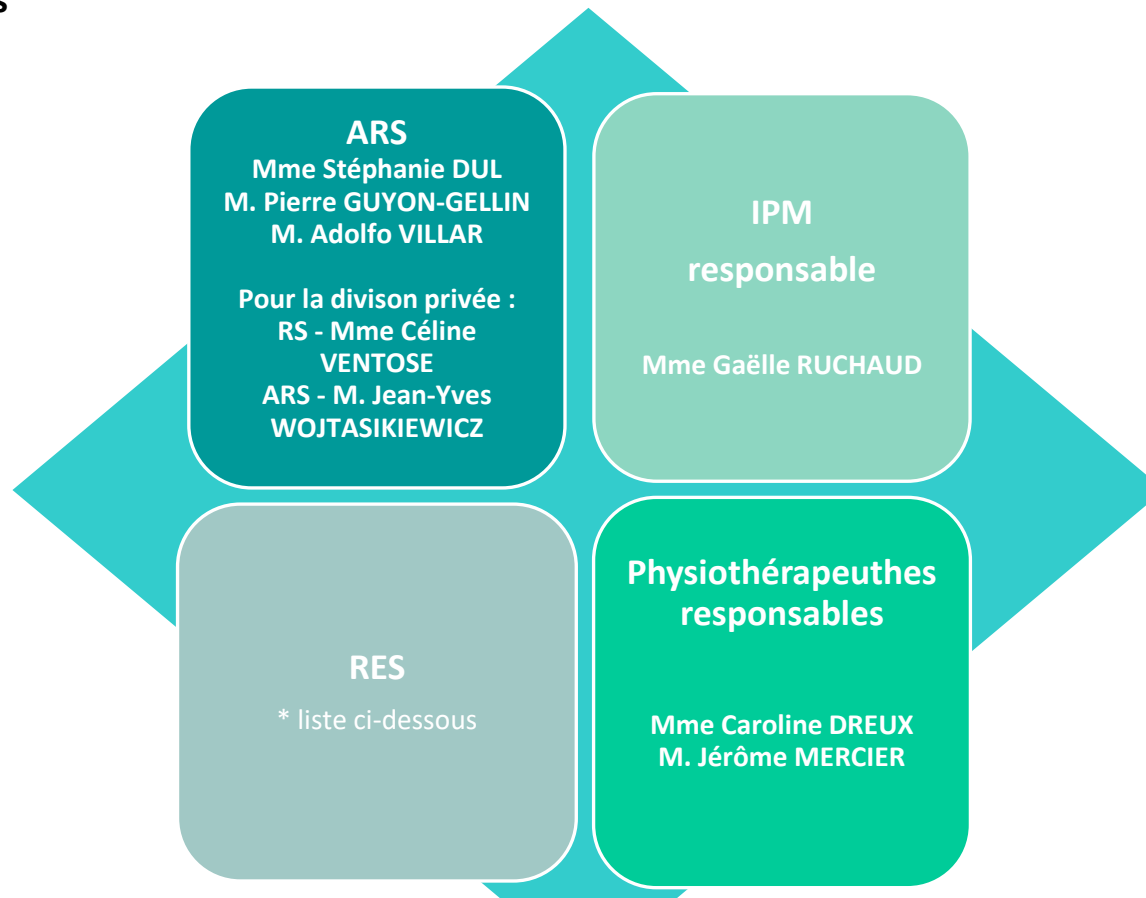 s
ARS
Mme Stéphanie DUL
M. Pierre GUYON-GELLIN
M. Adolfo VILLAR
Pour la divison privée :
RS - Mme Céline
VENTOSE
ARS - M. Jean-Yves
WOJTASIKIEWICZ
IPM
responsable
Mme Gaëlle RUCHAUD
RES
* liste ci-dessous
Physiothérapeuthes
responsables
Mme Caroline DREUX
M. Jérôme MERCIER